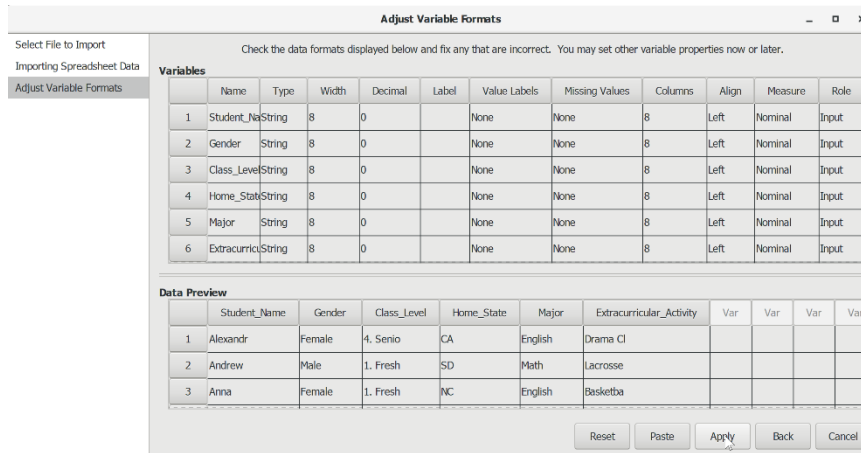 Adjust Variable Formats
Select File to Import
Importing Spreadsheet Data
Adjust Variable Formats
Check the data formats displayed below and fix any that are incorrect. You may set other variable properties now or later.
Variables
Name Type Width Decimal Label Value Labels Missing Values Columns Align Measure Role
1 Student_Na String 8 0 None None 8 Left Nominal Input
2 Gender String 8 0 None None 8 Left Nominal Input
3 Class_Level String 8 0 None None 8 Left Nominal Input
4 Home_Stat String 8 0 None None 8 Left Nominal Input
5 Major String 8 0 None None 8 Left Nominal Input
6 Extracurricu String 8 0 None None 8 Left Nominal Input
Data Preview
Student_Name Gender Class_Level Home_State Major Extracurricular_Activity Var Var Var Va
1 Alexandr Female 4. Senio CA English Drama Cl
2 Andrew Male 1. Fresh SD Math Lacrosse
3 Anna Female 1. Fresh NC English Basketba
Reset Paste Apply Back Cancel